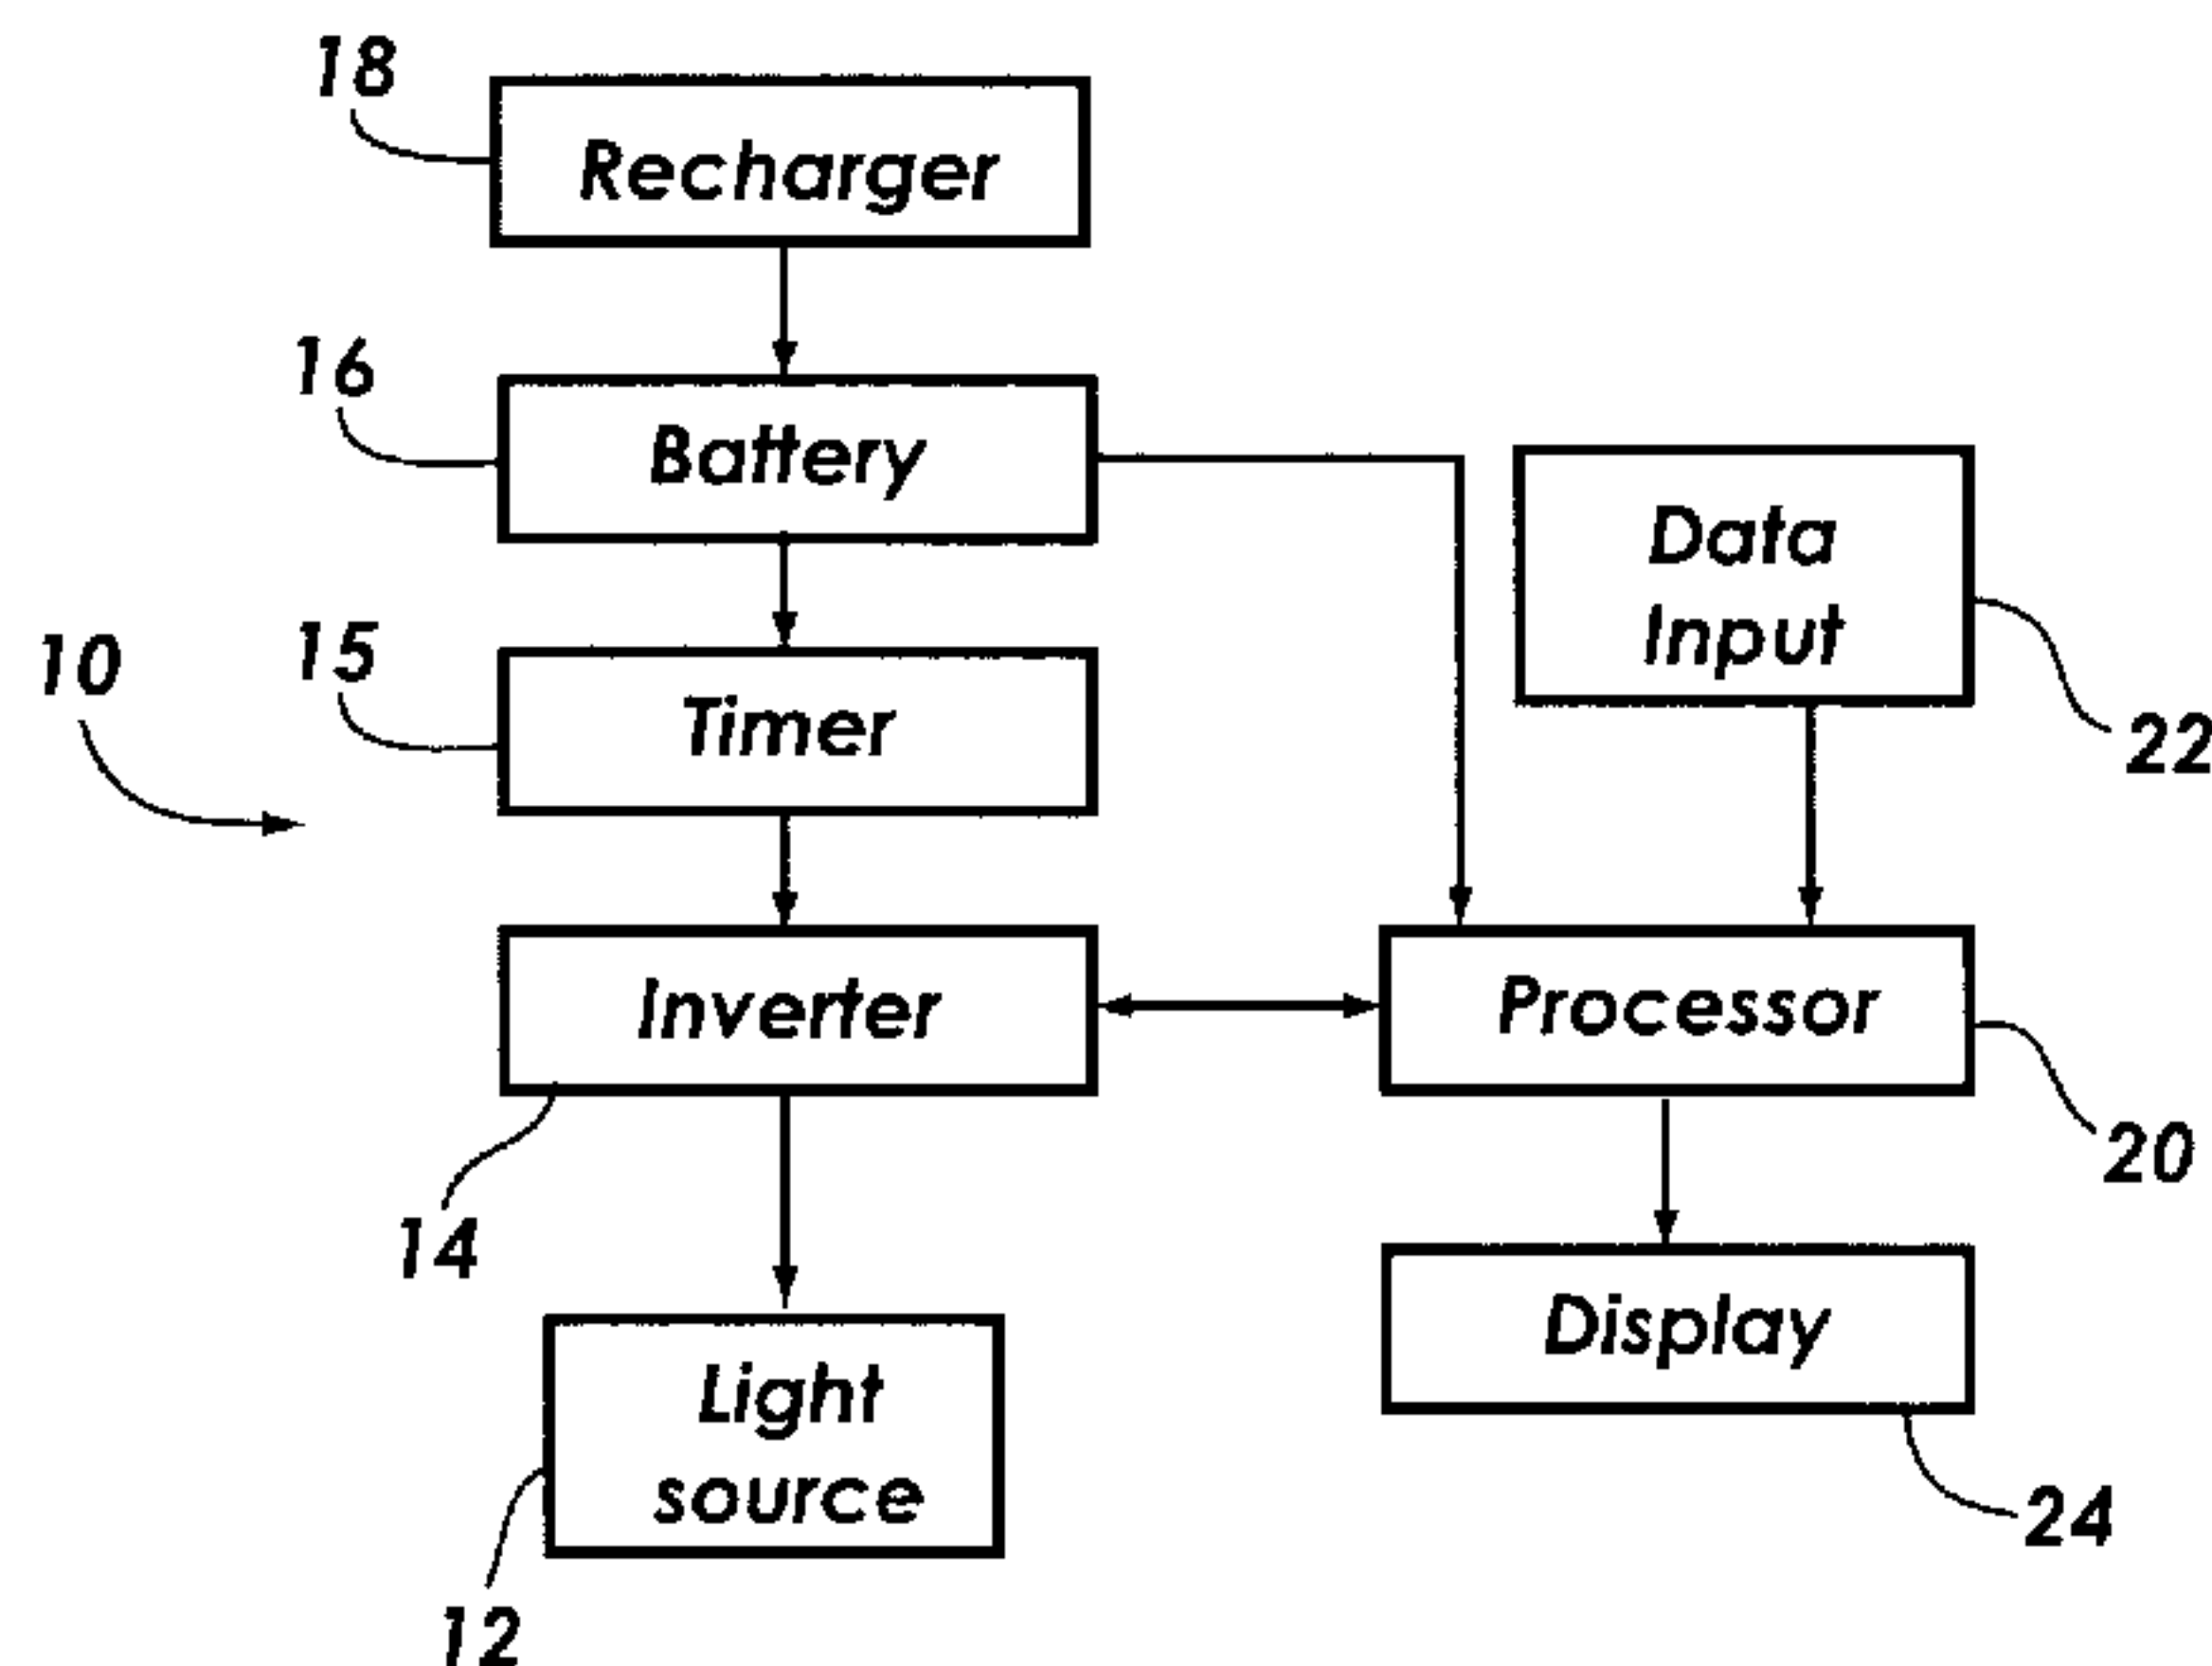 18
Recharger
16
Battery
Data
Input
10
15
Timer
22
Inverter
Processor
20
14
Display
Light
source
24
12